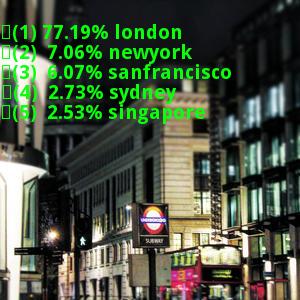 (1) 77.19% london
(2) 7.06% newyork
(3) 6.07% sanfrancisco
(4) 2.73% sydney
(5) 2.53% singapore
UNDERGROUND
SUBWAY